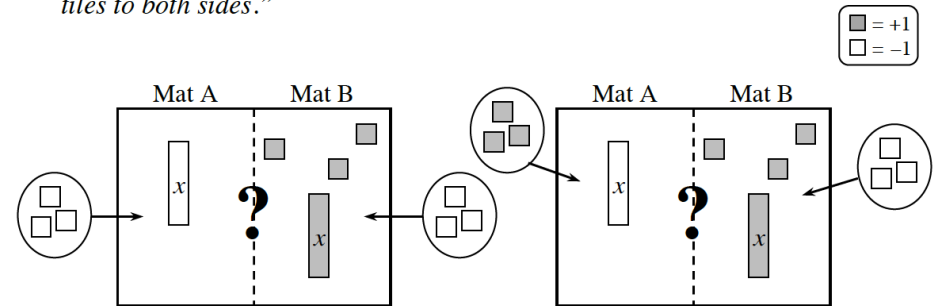 tiles to both sides."
= +1
= –1
Mat A Mat B
x
?
x
Mat A Mat B
x
?
x